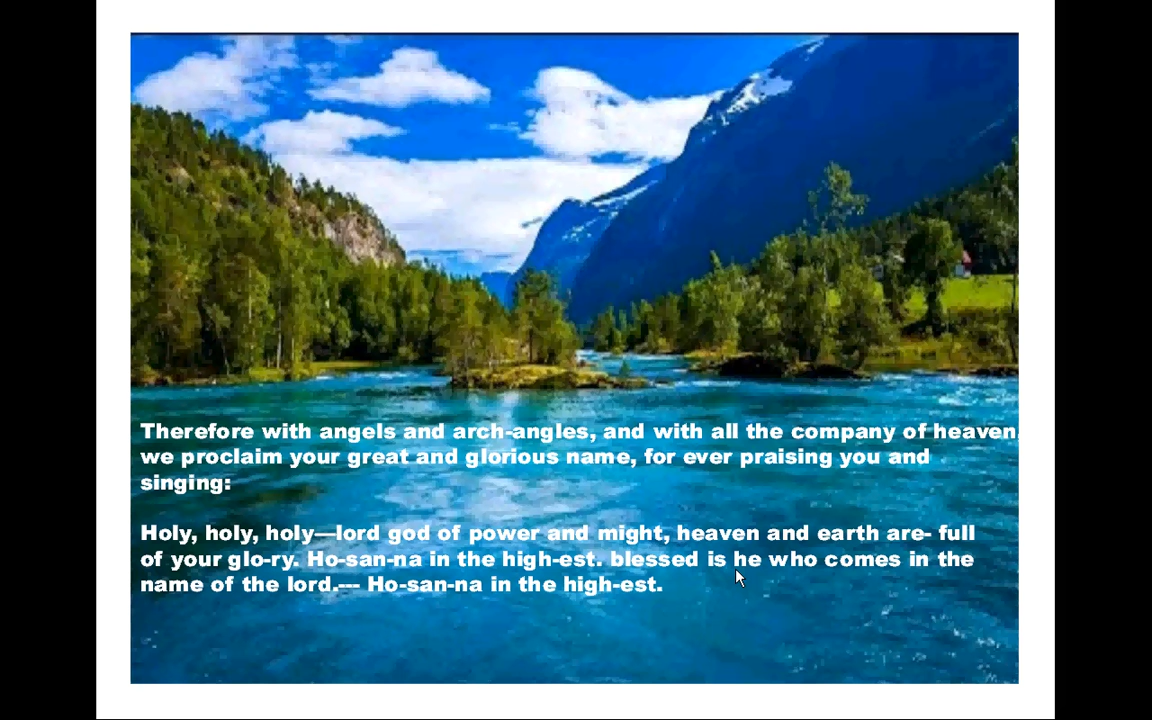 Therefore with angels and arch-angles, and with all the company of heaven,
we proclaim your great and glorious name, for ever praising you and
singing:
Holy, holy, holy—lord god of power and might, heaven and earth are- full
of your glo-ry. Ho-san-na in the high-est. blessed is he who comes in the
name of the lord.--- Ho-san-na in the high-est.